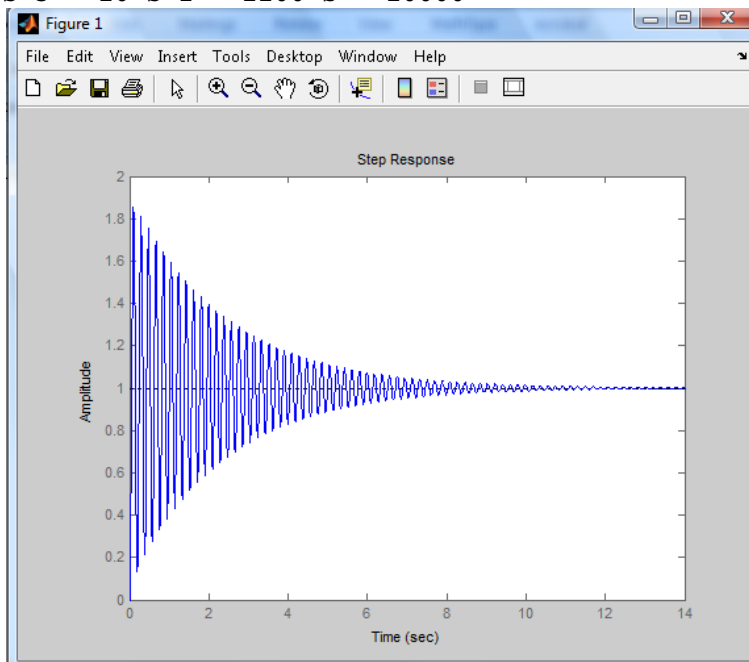 Figure 1
File Edit View Insert Tools Desktop Window Help
Step Response
2
1.8
1.6
1.4
1.2
1
0.8
0.6
0.4
0.2
0
Amplitude
0 2 4 6 8 10 12 14
Time (sec)